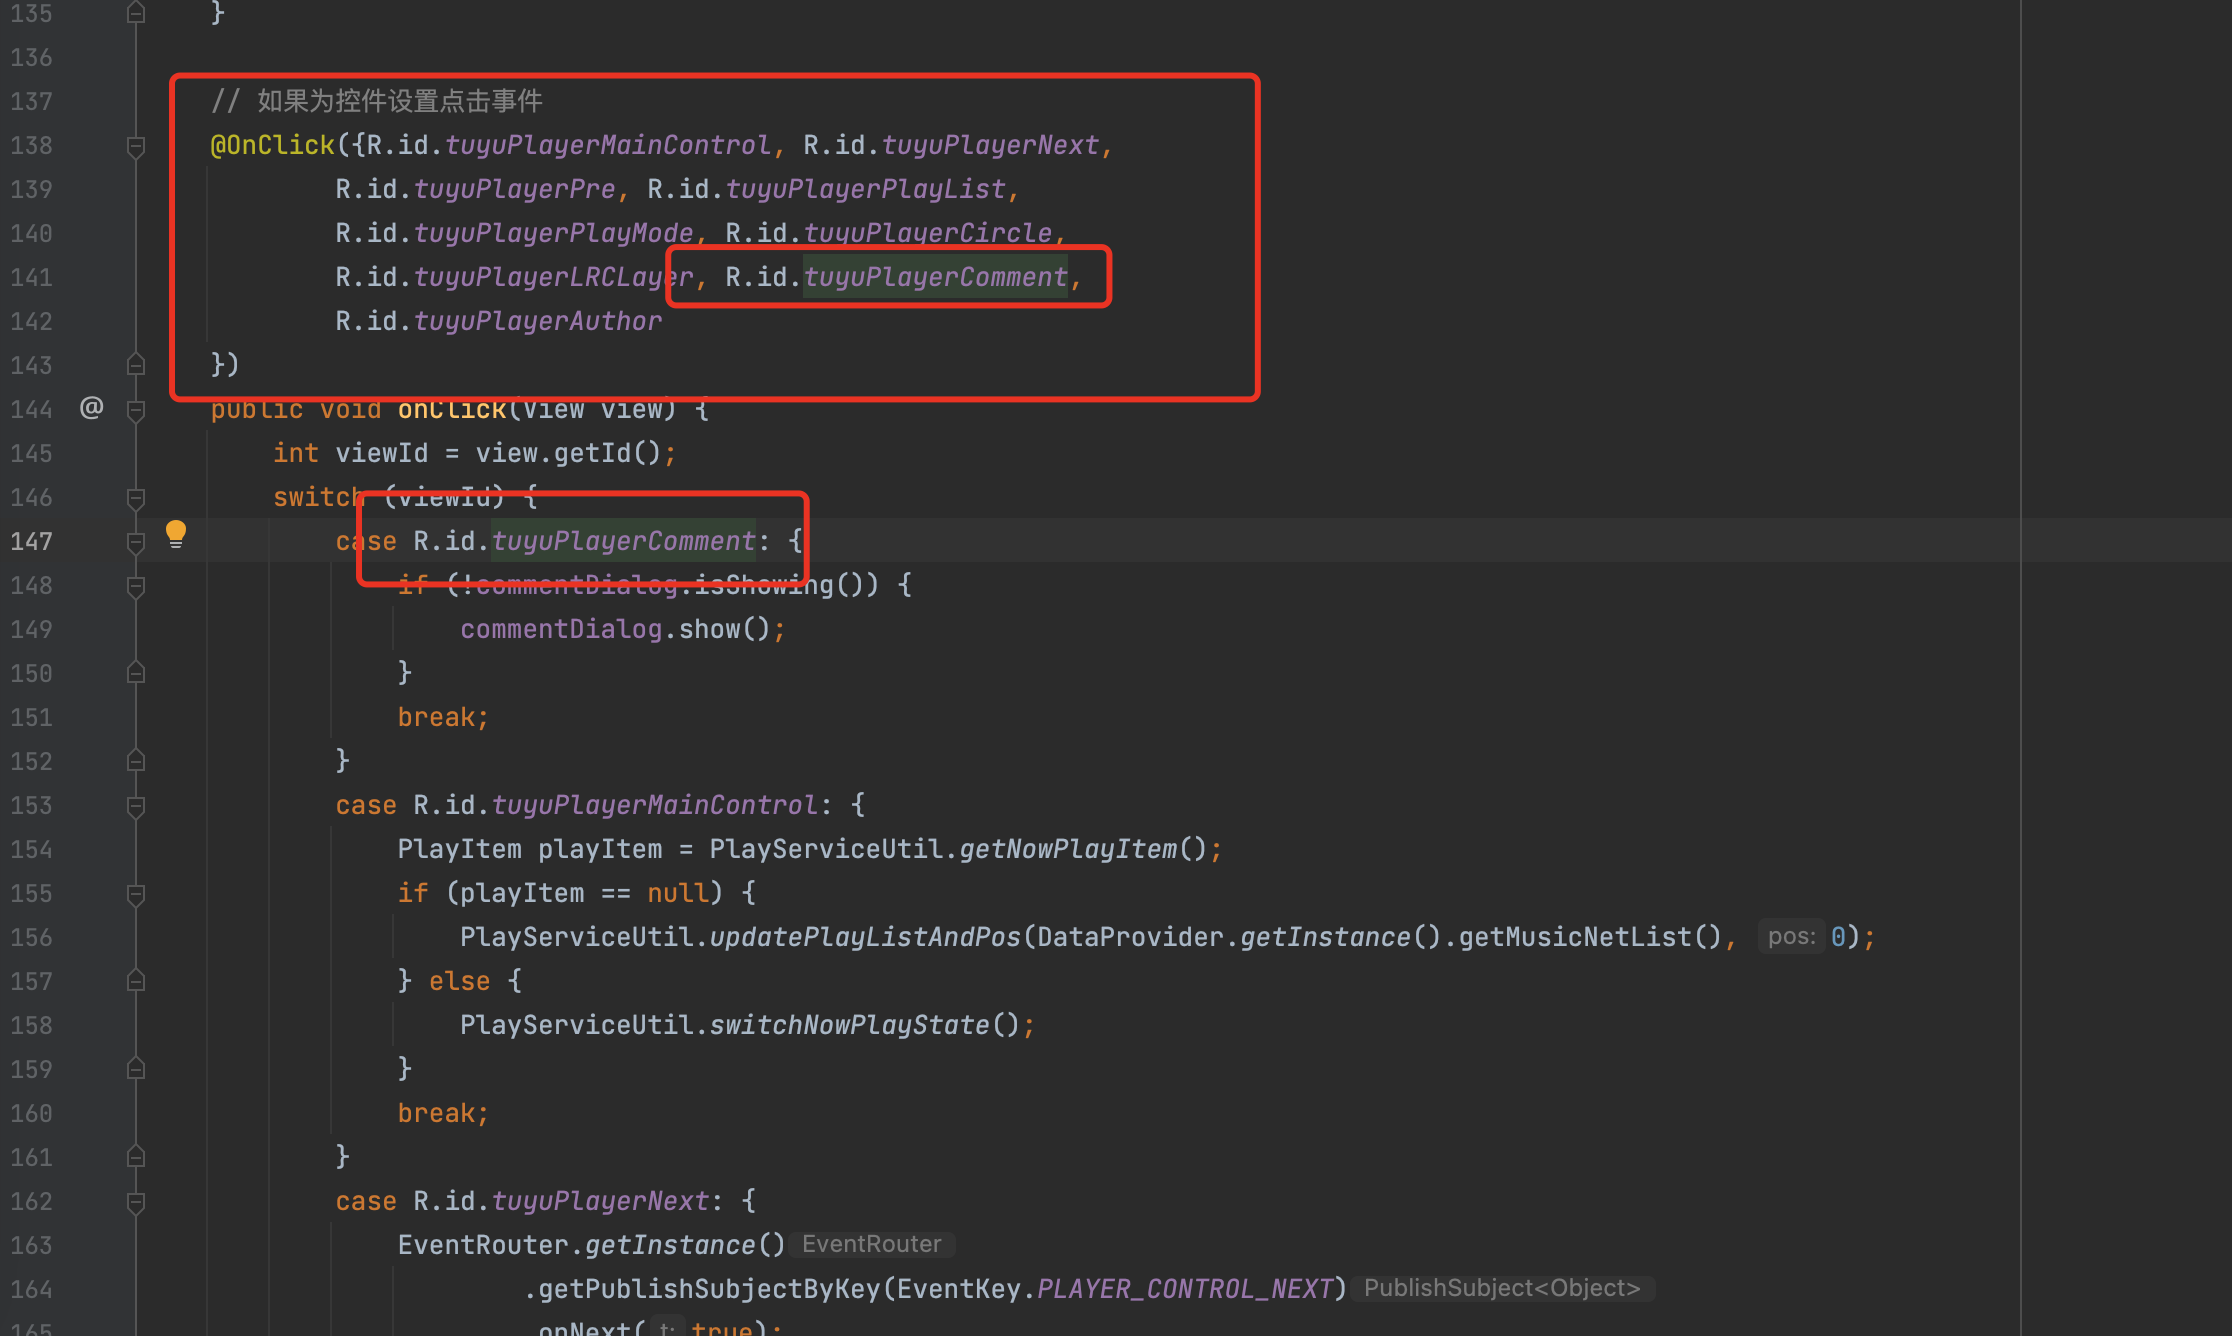 135 }
136
137 // 如果为控件设置点击事件
138 @OnClick({R.id.tuyuPlayerMainControl, R.id.tuyuPlayerNext,
139 R.id.tuyuPlayerPre, R.id.tuyuPlayerPlayList,
140 R.id.tuyuPlayerPlayMode, R.id.tuyuPlayerCircle,
141 R.id.tuyuPlayerLRCLayer, R.id.tuyuPlayerComment,
142 R.id.tuyuPlayerAuthor
143 })
144 @ public void onClick(View view) {
145 int viewId = view.getId();
146 switch (viewId) {
147 case R.id.tuyuPlayerComment: {
148 if (!commentDialog.isShowing()) {
149 commentDialog.show();
150 }
151 break;
152 }
153 case R.id.tuyuPlayerMainControl: {
154 PlayItem playItem = PlayServiceUtil.getNowPlayItem();
155 if (playItem == null) {
156 PlayServiceUtil.updatePlayListAndPos(DataProvider.getInstance().getMusicNetList(), pos: 0);
157 } else {
158 PlayServiceUtil.switchNowPlayState();
159 }
160 break;
161 }
162 case R.id.tuyuPlayerNext: {
163 EventRouter.getInstance() EventRouter
164 .getPublishSubjectByKey(EventKey.PLAYER_CONTROL_NEXT) PublishSubject<Object>
165 .onNext( t: true);